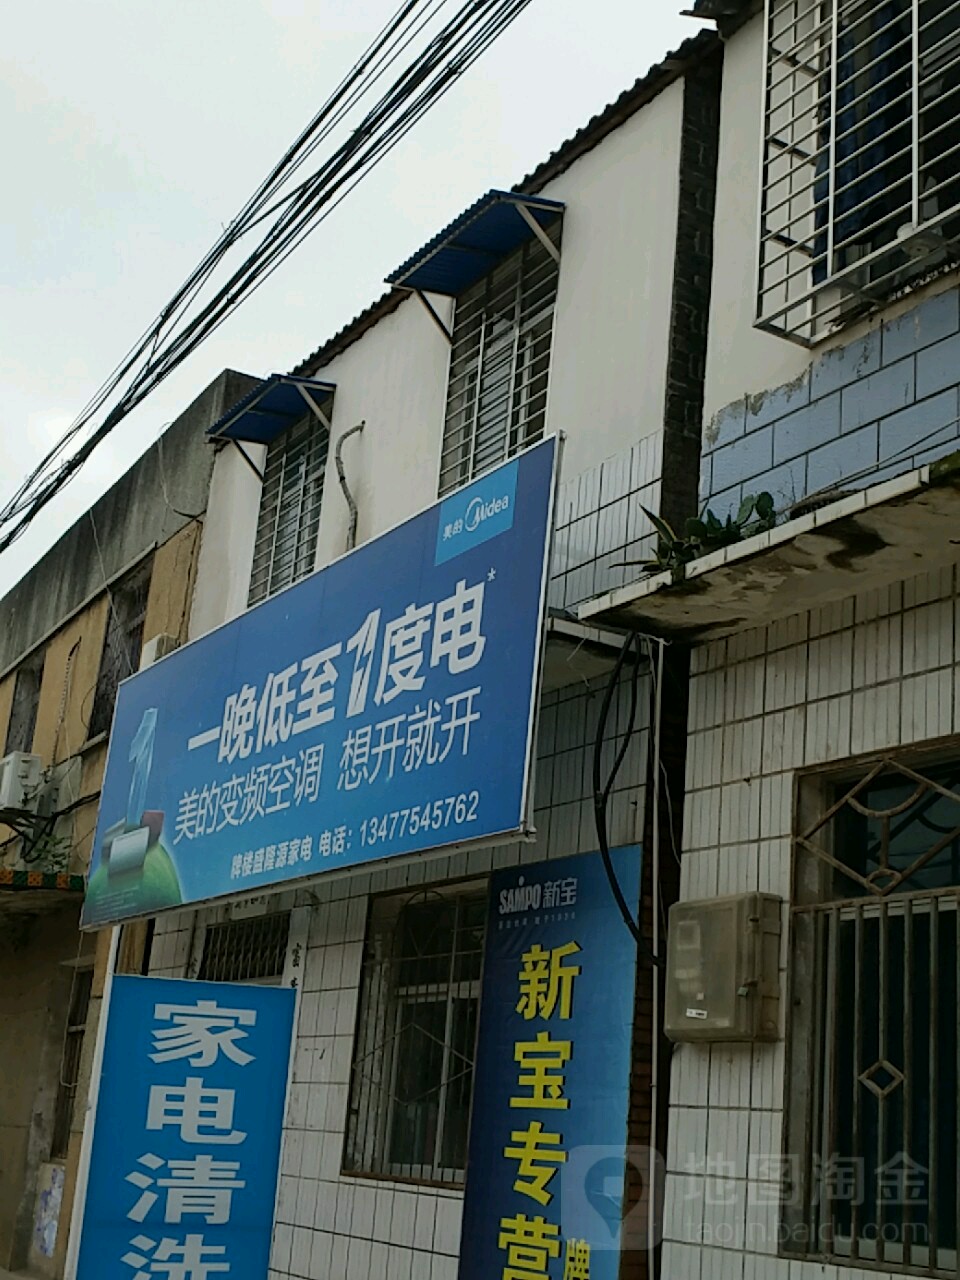 美的 Midea
一晚低至1度电*
美的变频空调 想开就开
牌楼盛隆源家电 电话：13477545762
SAMPO 新宝
新宝专营
牌
家电清洗
地图淘金
taojin.baidu.com